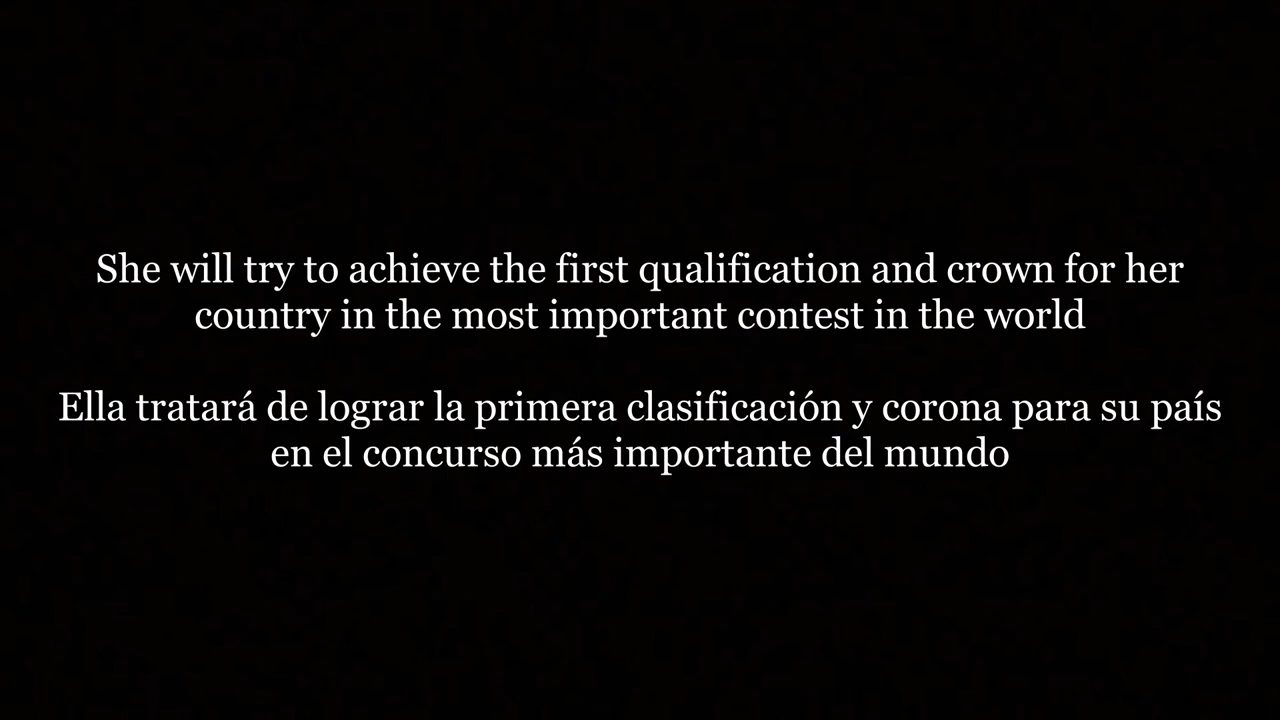 She will try to achieve the first qualification and crown for her
country in the most important contest in the world
Ella tratará de lograr la primera clasificación y corona para su país
en el concurso más importante del mundo